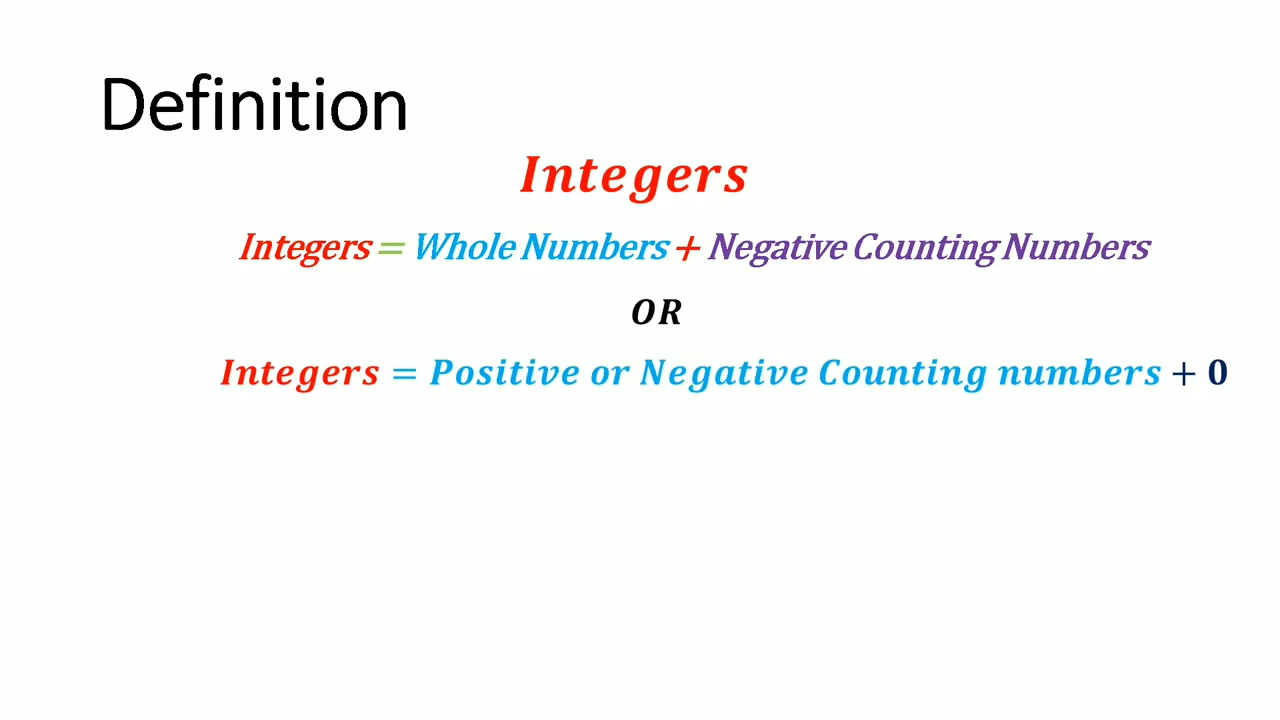 Definition
Integers
Integers = Whole Numbers + Negative Counting Numbers
OR
Integers = Positive or Negative Counting numbers + 0